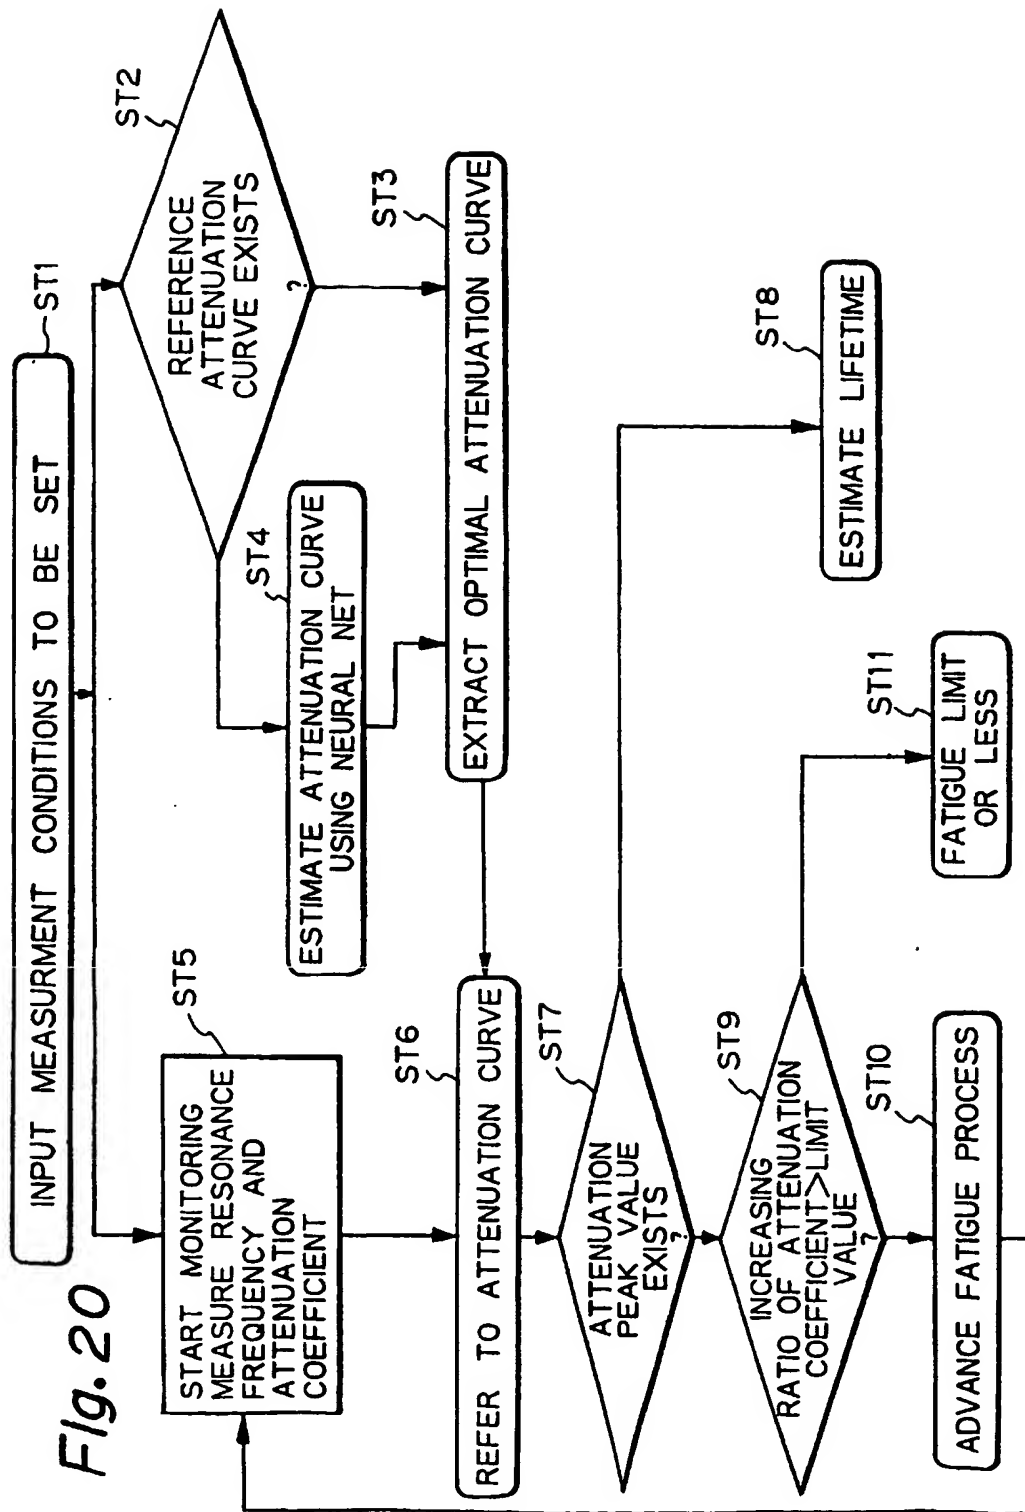 Fig. 20
INPUT MEASURMENT CONDITIONS TO BE SET
ST1
REFERENCE
ATTENUATION
CURVE EXISTS
?
ST2
EXTRACT OPTIMAL ATTENUATION CURVE
ST3
ESTIMATE ATTENUATION CURVE
USING NEURAL NET
ST4
START MONITORING
MEASURE RESONANCE
FREQUENCY AND
ATTENUATION
COEFFICIENT
ST5
REFER TO ATTENUATION CURVE
ST6
ATTENUATION
PEAK VALUE
EXISTS
?
ST7
ESTIMATE LIFETIME
ST8
INCREASING
RATIO OF ATTENUATION
COEFFICIENT>LIMIT
VALUE
?
ST9
ADVANCE FATIGUE PROCESS
ST10
FATIGUE LIMIT
OR LESS
ST11